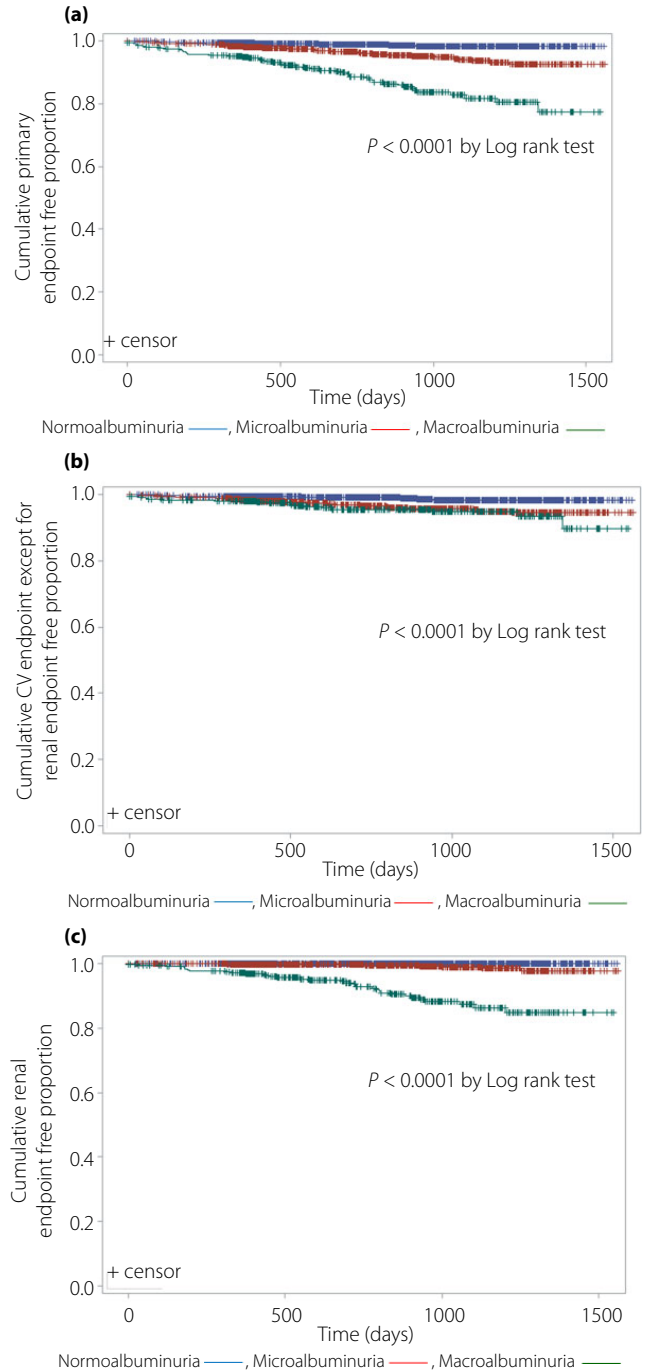 (a)
Cumulative primary
endpoint free proportion
1.0
0.8
0.6
0.4
0.2
0.0
P < 0.0001 by Log rank test
+ censor
0 500 1000 1500
Time (days)
Normoalbuminuria , Microalbuminuria , Macroalbuminuria
(b)
Cumulative CV endpoint except for
renal endpoint free proportion
1.0
0.8
0.6
0.4
0.2
0.0
P < 0.0001 by Log rank test
+ censor
0 500 1000 1500
Time (days)
Normoalbuminuria , Microalbuminuria , Macroalbuminuria
(c)
Cumulative renal
endpoint free proportion
1.0
0.8
0.6
0.4
0.2
0.0
P < 0.0001 by Log rank test
+ censor
0 500 1000 1500
Time (days)
Normoalbuminuria , Microalbuminuria , Macroalbuminuria